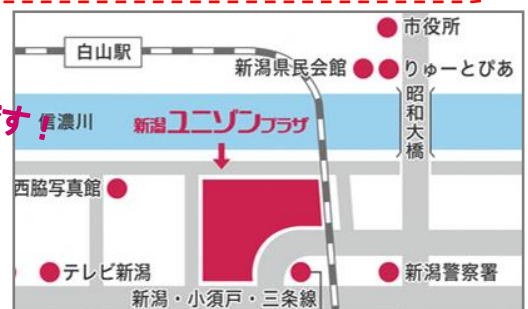 市役所
白山駅
新潟県民会館
りゅーとぴあ
昭和大橋
す!
信濃川
新潟ユニゾンプラザ
西脇写真館
テレビ新潟
新潟警察署
新潟・小須戸・三条線